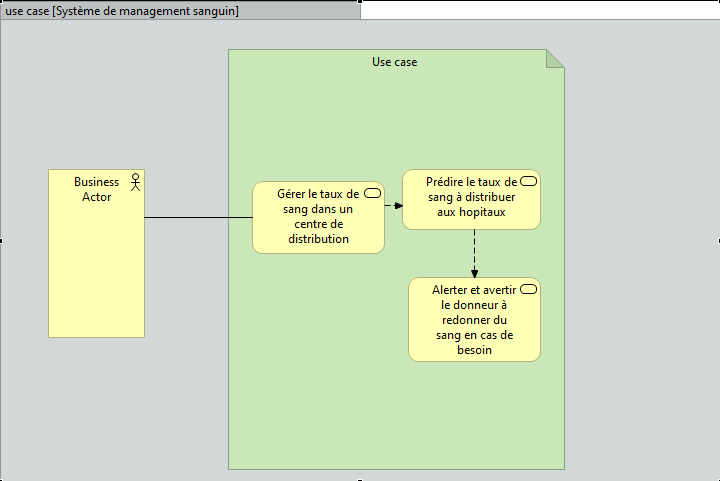 use case [Système de management sanguin]
Use case
Business
Actor
Gérer le taux de
sang dans un
centre de
distribution
Prédire le taux de
sang à distribuer
aux hopitaux
Alerter et avertir
le donneur à
redonner du
sang en cas de
besoin